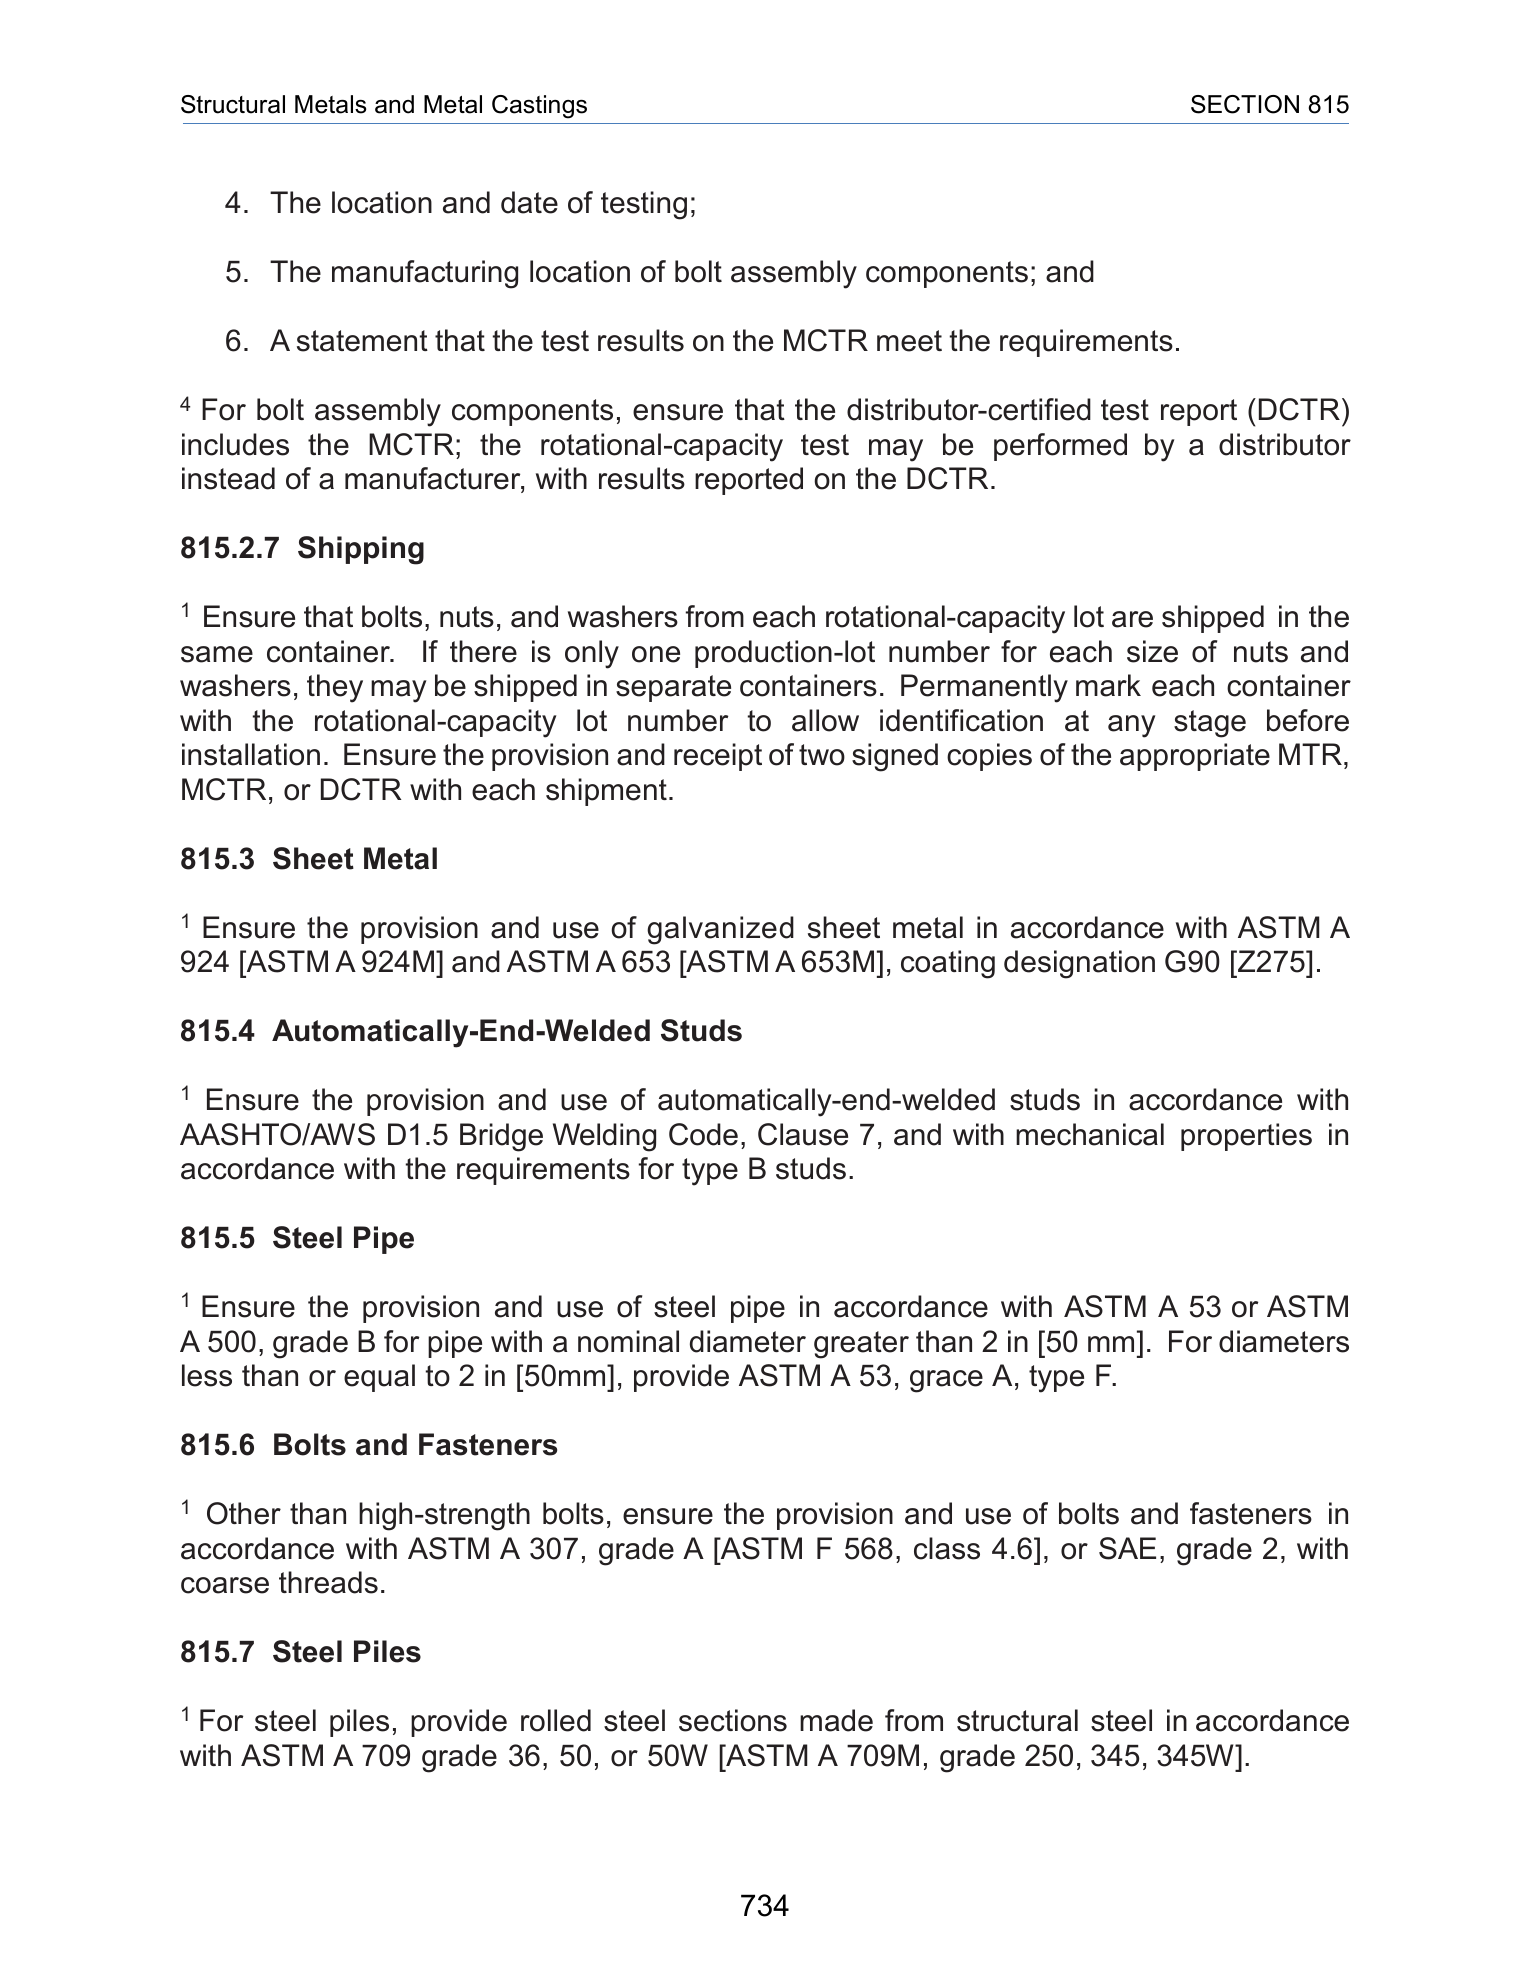 Structural Metals and Metal Castings SECTION 815
4. The location and date of testing;
5. The manufacturing location of bolt assembly components; and
6. A statement that the test results on the MCTR meet the requirements.
4 For bolt assembly components, ensure that the distributor-certified test report (DCTR)
includes the MCTR; the rotational-capacity test may be performed by a distributor
instead of a manufacturer, with results reported on the DCTR.
815.2.7 Shipping
1 Ensure that bolts, nuts, and washers from each rotational-capacity lot are shipped in the
same container. If there is only one production-lot number for each size of nuts and
washers, they may be shipped in separate containers. Permanently mark each container
with the rotational-capacity lot number to allow identification at any stage before
installation. Ensure the provision and receipt of two signed copies of the appropriate MTR,
MCTR, or DCTR with each shipment.
815.3 Sheet Metal
1 Ensure the provision and use of galvanized sheet metal in accordance with ASTM A
924 [ASTM A 924M] and ASTM A 653 [ASTM A 653M], coating designation G90 [Z275].
815.4 Automatically-End-Welded Studs
1 Ensure the provision and use of automatically-end-welded studs in accordance with
AASHTO/AWS D1.5 Bridge Welding Code, Clause 7, and with mechanical properties in
accordance with the requirements for type B studs.
815.5 Steel Pipe
1 Ensure the provision and use of steel pipe in accordance with ASTM A 53 or ASTM
A 500, grade B for pipe with a nominal diameter greater than 2 in [50 mm]. For diameters
less than or equal to 2 in [50mm], provide ASTM A 53, grace A, type F.
815.6 Bolts and Fasteners
1 Other than high-strength bolts, ensure the provision and use of bolts and fasteners in
accordance with ASTM A 307, grade A [ASTM F 568, class 4.6], or SAE, grade 2, with
coarse threads.
815.7 Steel Piles
1 For steel piles, provide rolled steel sections made from structural steel in accordance
with ASTM A 709 grade 36, 50, or 50W [ASTM A 709M, grade 250, 345, 345W].
734